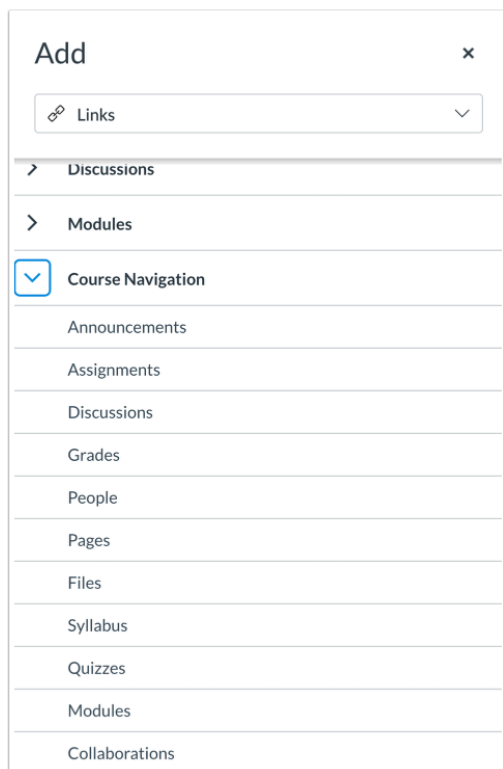 Add
Links
Discussions
Modules
Course Navigation
Announcements
Assignments
Discussions
Grades
People
Pages
Files
Syllabus
Quizzes
Modules
Collaborations